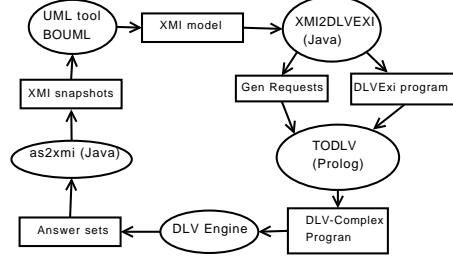 UML tool
BOUML
XMI model
XMI2DLVEXI
(Java)
XMI snapshots
Gen Requests
DLVExi program
as2xmi (Java)
TODLV
(Prolog)
Answer sets
DLV Engine
DLV-Complex
Progran